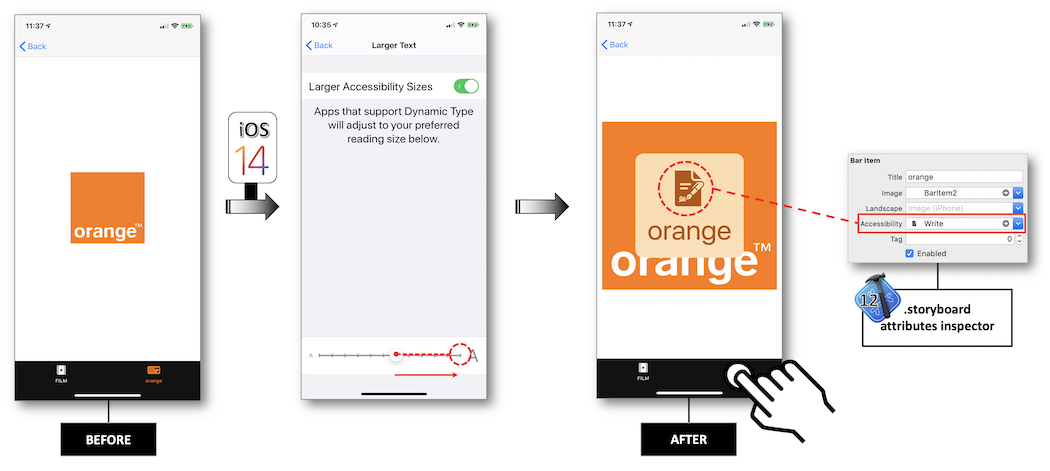 11:37
Back
orange™
FILM
orange
BEFORE
iOS
14
10:35
Back
Larger Text
Larger Accessibility Sizes
Apps that support Dynamic Type
will adjust to your preferred
reading size below.
A
A
11:37
Back
orange
orange™
FILM
AFTER
Bar Item
Title orange
Image BarItem2
Landscape Image (iPhone)
Accessibility Write
Tag 0
Enabled
12
.storyboard
attributes inspector